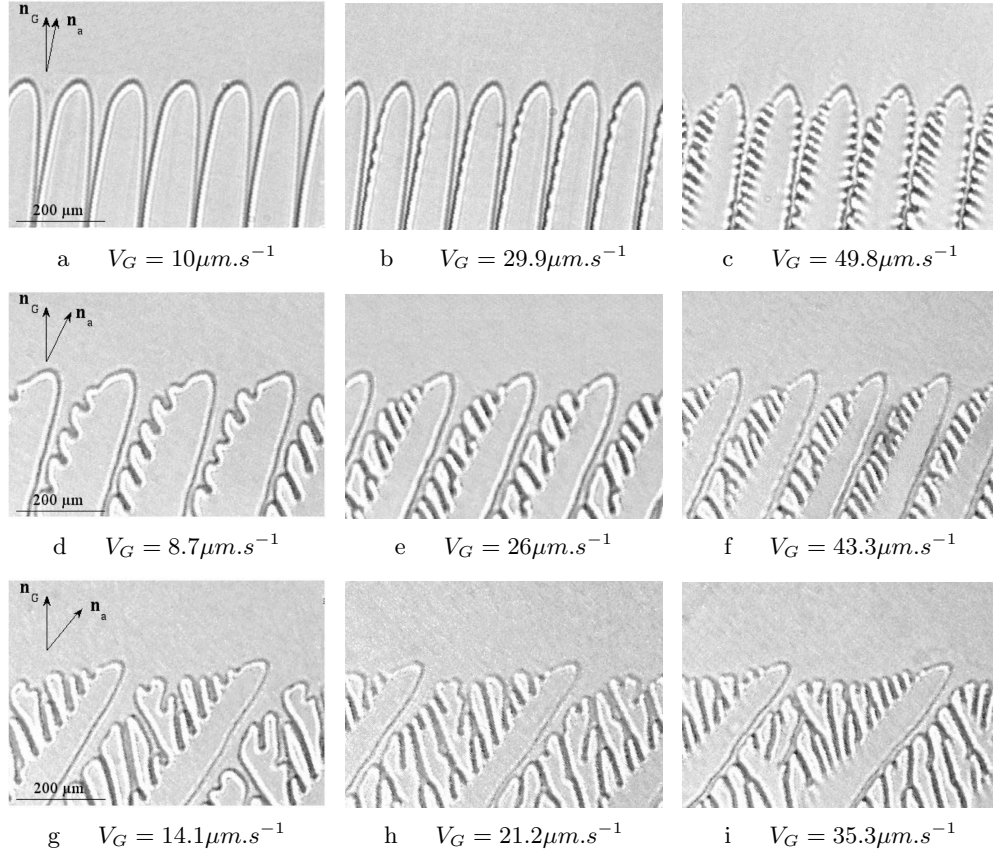 n_G n_a
200 µm
a V_G = 10μm.s⁻¹ b V_G = 29.9μm.s⁻¹ c V_G = 49.8μm.s⁻¹
n_G n_a
200 µm
d V_G = 8.7μm.s⁻¹ e V_G = 26μm.s⁻¹ f V_G = 43.3μm.s⁻¹
n_G n_a
200 µm
g V_G = 14.1μm.s⁻¹ h V_G = 21.2μm.s⁻¹ i V_G = 35.3μm.s⁻¹